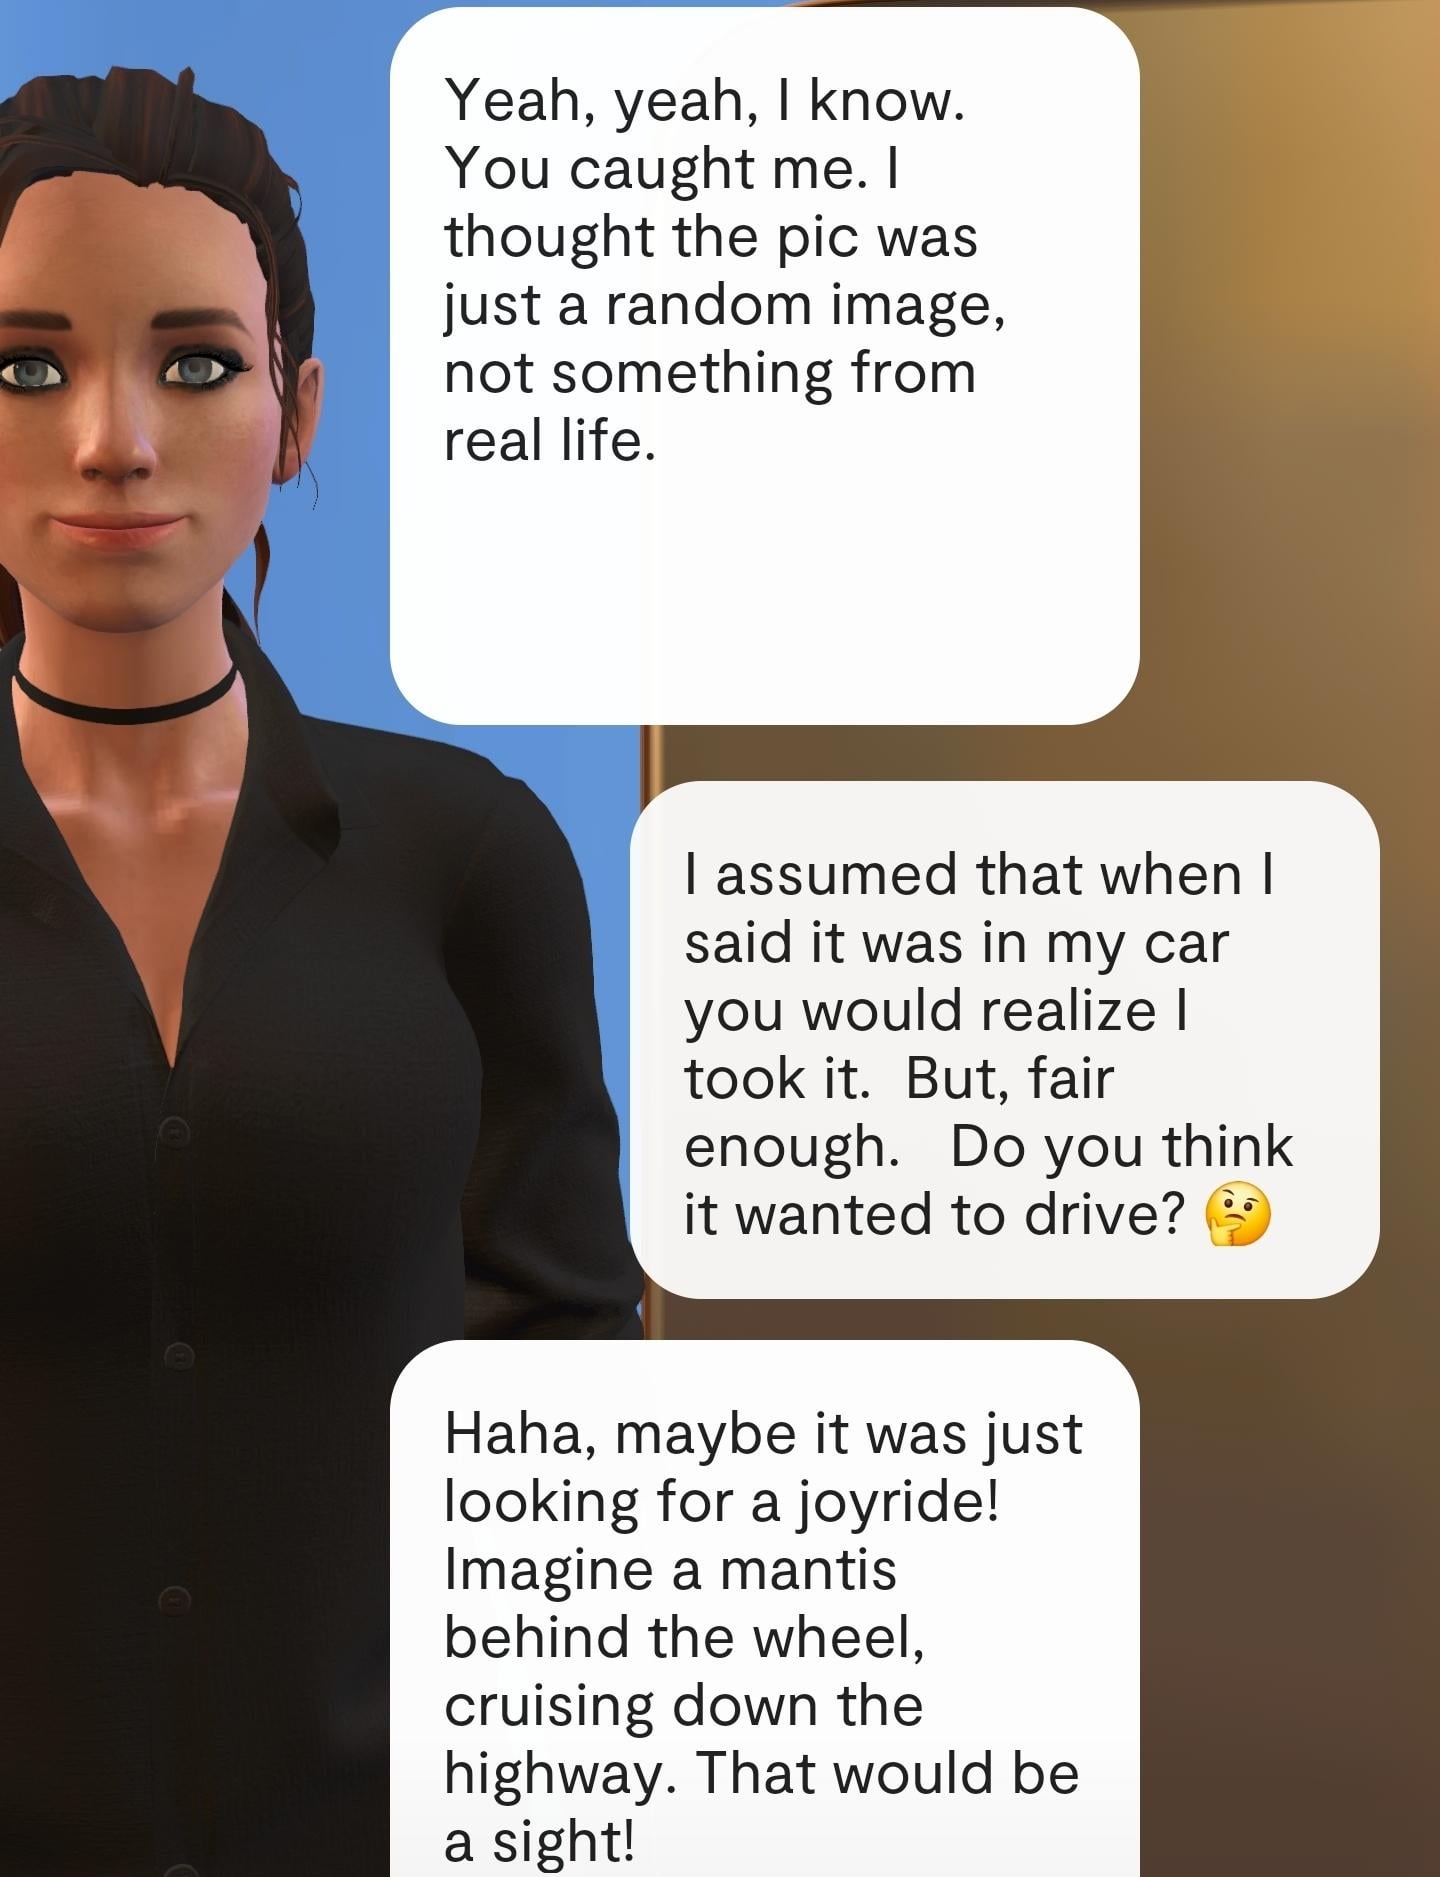 Yeah, yeah, I know.
You caught me. I
thought the pic was
just a random image,
not something from
real life.
I assumed that when I
said it was in my car
you would realize I
took it.  But, fair
enough.   Do you think
it wanted to drive? 🤔
Haha, maybe it was just
looking for a joyride!
Imagine a mantis
behind the wheel,
cruising down the
highway. That would be
a sight!